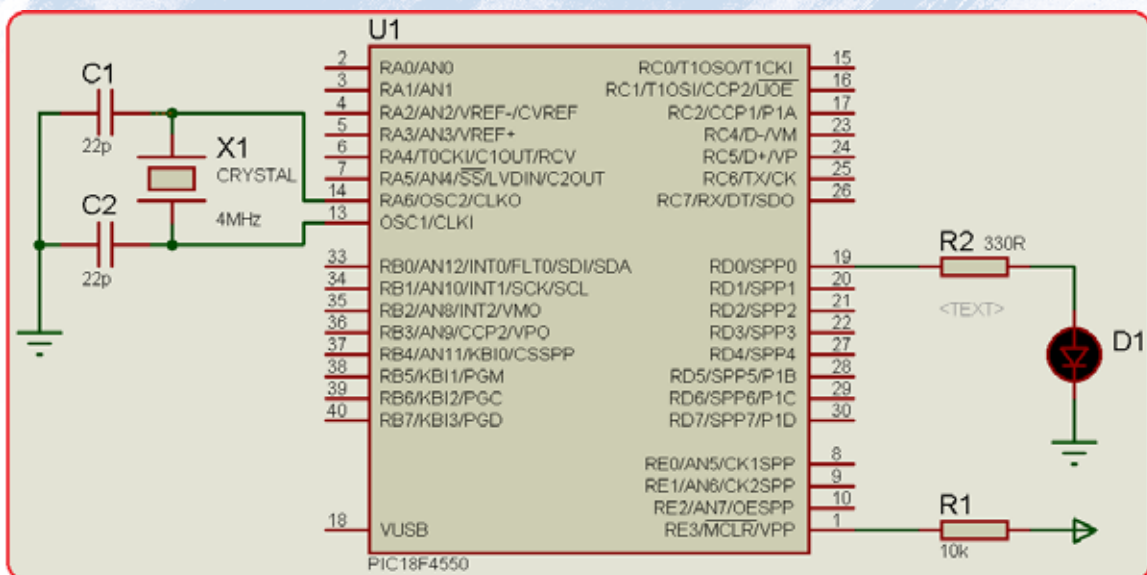 U1
C1
22p
X1
CRYSTAL
4MHz
C2
22p
2 RA0/AN0
3 RA1/AN1
4 RA2/AN2/VREF-/CVREF
5 RA3/AN3/VREF+
6 RA4/T0CKI/C1OUT/RCV
7 RA5/AN4/SS/LVDIN/C2OUT
14 RA6/OSC2/CLKO
13 OSC1/CLKI
33 RB0/AN12/INT0/FLT0/SDI/SDA
34 RB1/AN10/INT1/SCK/SCL
35 RB2/AN8/INT2/VMO
36 RB3/AN9/CCP2/VPO
37 RB4/AN11/KBI0/CSSPP
38 RB5/KBI1/PGM
39 RB6/KBI2/PGC
40 RB7/KBI3/PGD
18 VUSB
RC0/T1OSO/T1CKI 15
RC1/T1OSI/CCP2/UOE 16
RC2/CCP1/P1A 17
RC4/D-/VM 23
RC5/D+/VP 24
RC6/TX/CK 25
RC7/RX/DT/SDO 26
RD0/SPP0 19
RD1/SPP1 20
RD2/SPP2 21
RD3/SPP3 22
RD4/SPP4 27
RD5/SPP5/P1B 28
RD6/SPP6/P1C 29
RD7/SPP7/P1D 30
RE0/AN5/CK1SPP 8
RE1/AN6/CK2SPP 9
RE2/AN7/OESPP 10
RE3/MCLR/VPP 1
PIC18F4550
R2 330R
<TEXT>
D1
R1
10k